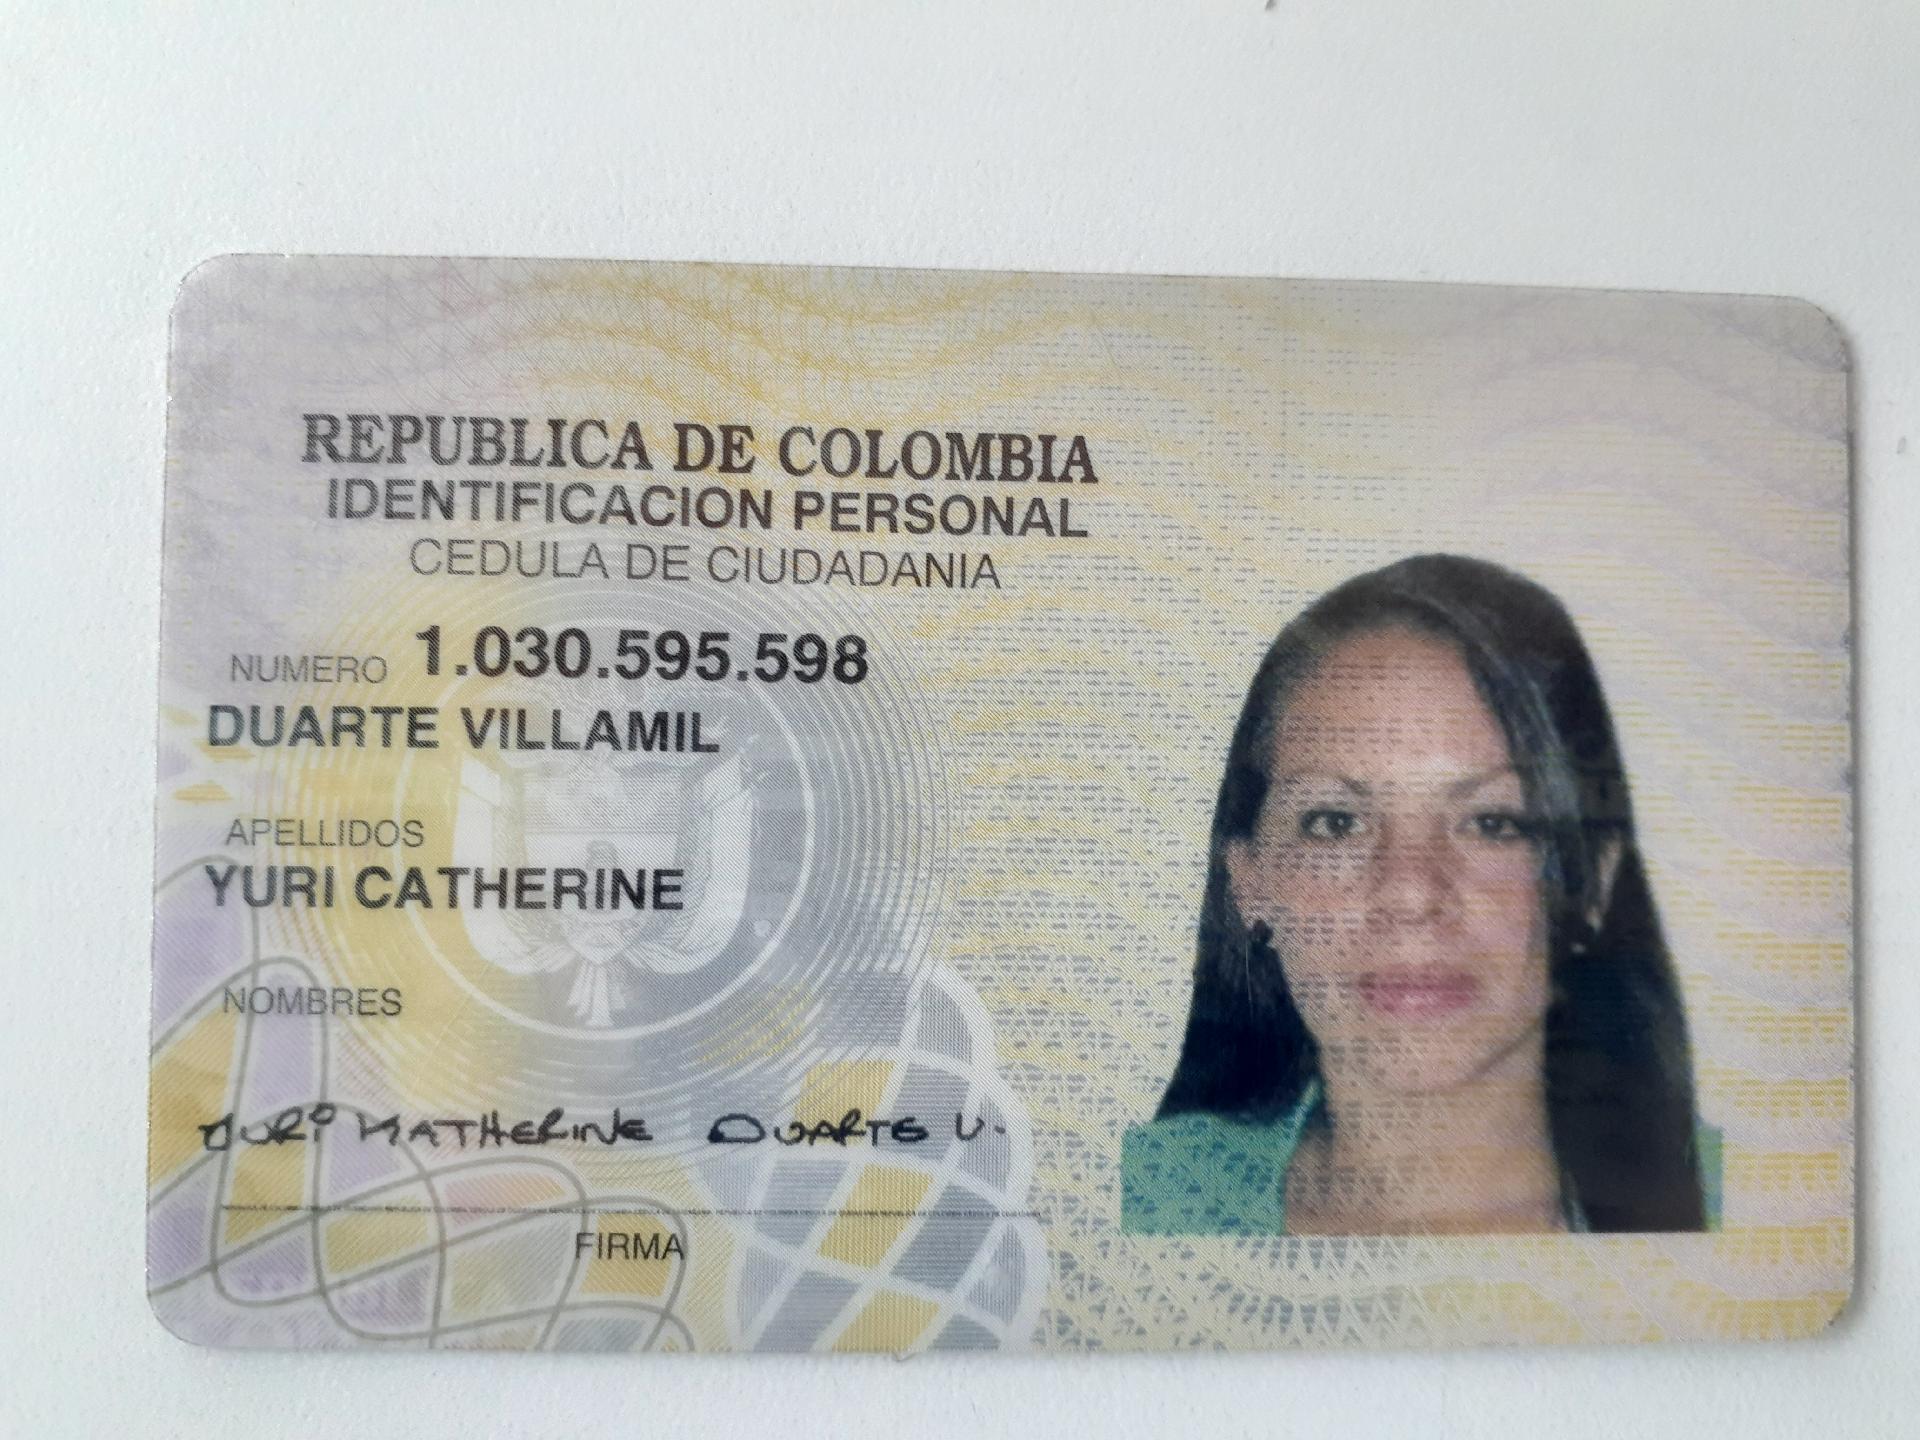 REPUBLICA DE COLOMBIA
IDENTIFICACION PERSONAL
CEDULA DE CIUDADANIA
NUMERO 1.030.595.598
DUARTE VILLAMIL
APELLIDOS
YURI CATHERINE
NOMBRES
YURi KATHERINE DUARTE V.
FIRMA